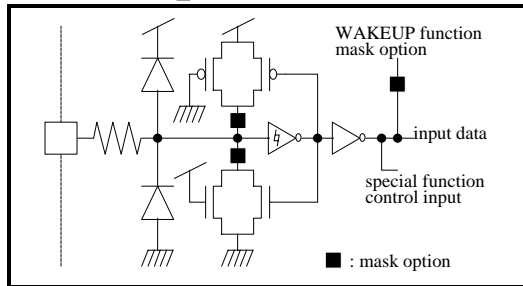 WAKEUP function
mask option
input data
special function
control input
: mask option